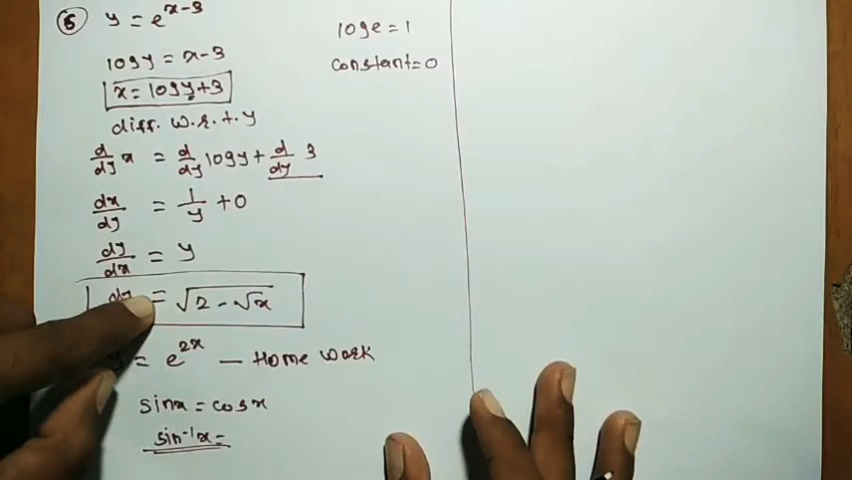 6 y = e^{x-3}
log y = x-3
x = log y + 3
diff. w.r.t y
d/dy x = d/dy log y + d/dy 3
dx/dy = 1/y + 0
dy/dx = y
= √(2 - √x)
= e^{2x} — Home work
sin x = cos x
sin⁻¹x =
log e = 1
constant = 0